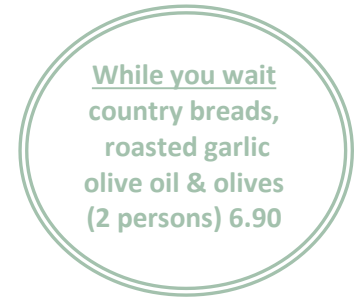 While you wait
country breads,
roasted garlic
olive oil & olives
(2 persons) 6.90